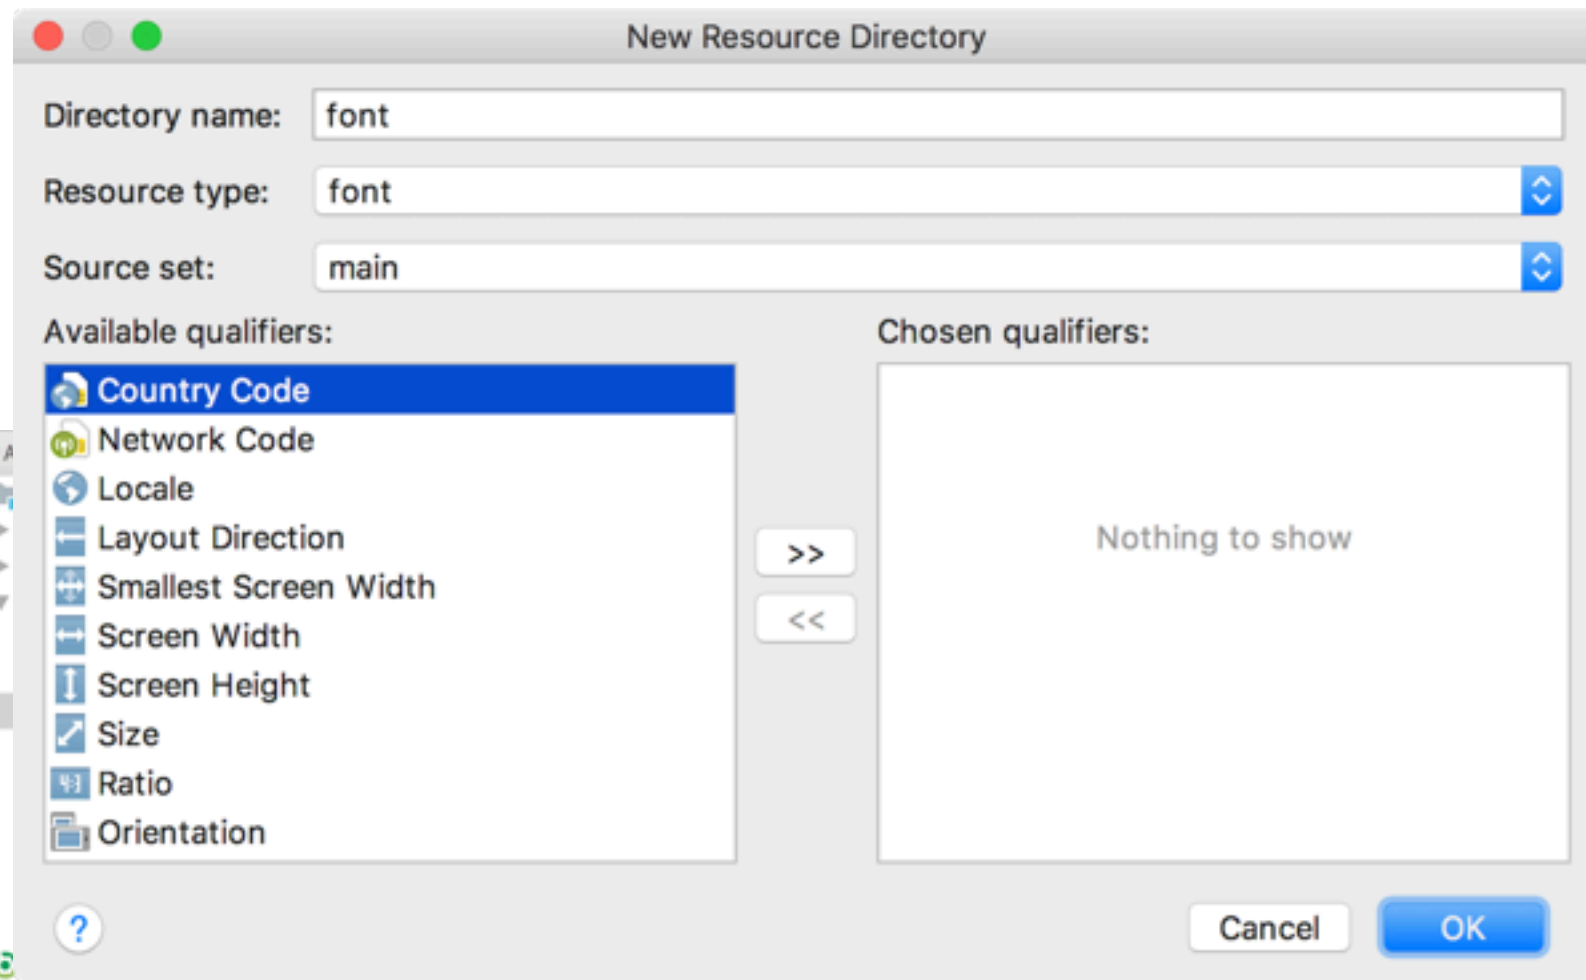 New Resource Directory
Directory name: font
Resource type: font
Source set: main
Available qualifiers:
Chosen qualifiers:
Country Code
Network Code
Locale
Layout Direction
Smallest Screen Width
Screen Width
Screen Height
Size
4:3 Ratio
Orientation
>>
<<
Nothing to show
?
Cancel
OK